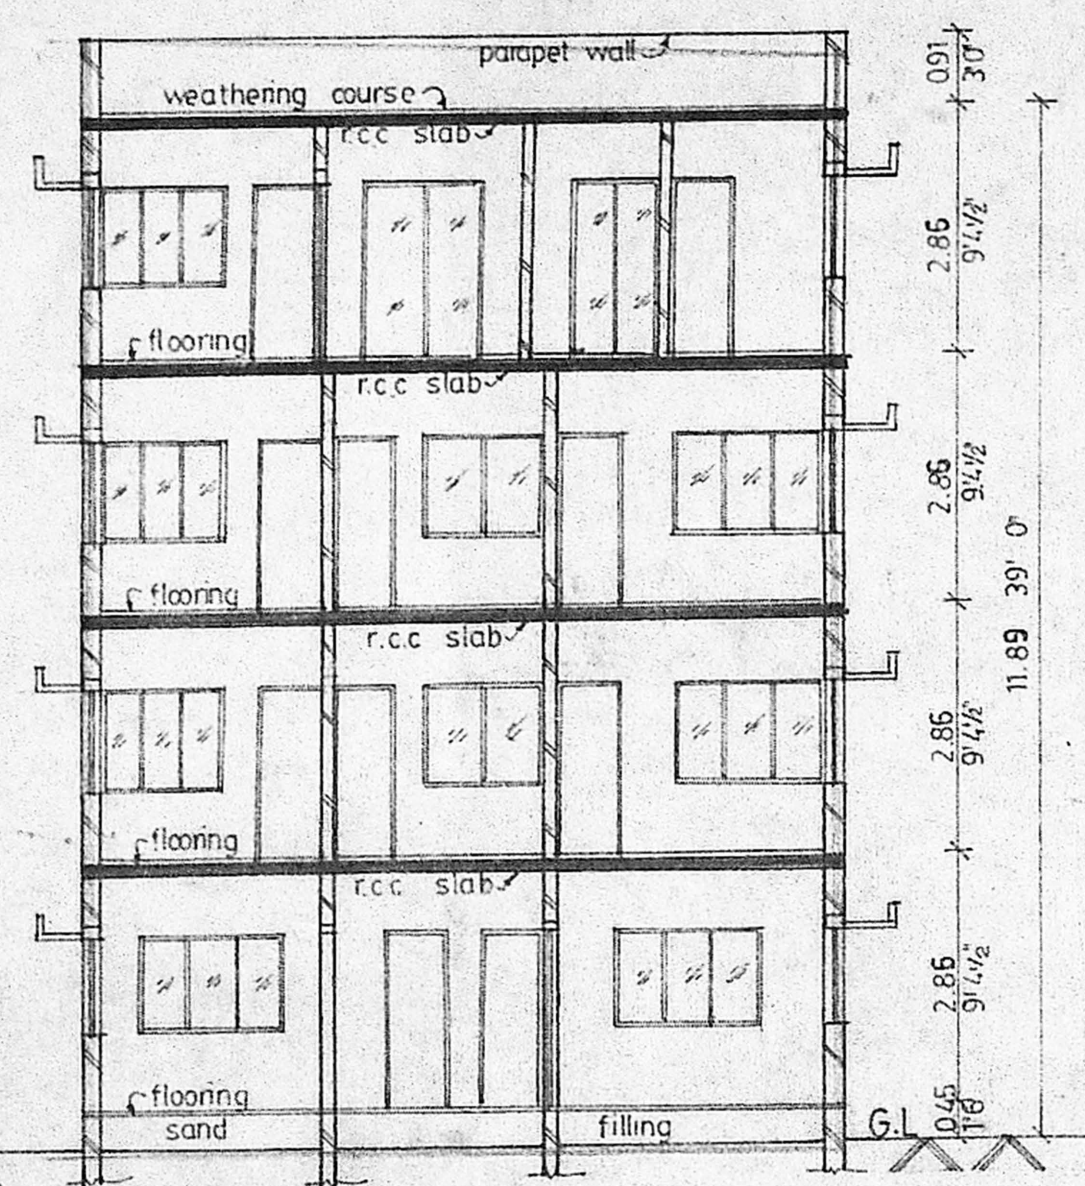 parapet wall
0.91
3'0"
weathering course
r.c.c slab
2.86
9'4½"
flooring
r.c.c slab
2.86
9'4½"
11.89 39' 0"
flooring
r.c.c slab
2.86
9'4½"
flooring
r.c.c slab
2.86
9'4½"
flooring
sand filling
G.L
0.45
1'6"